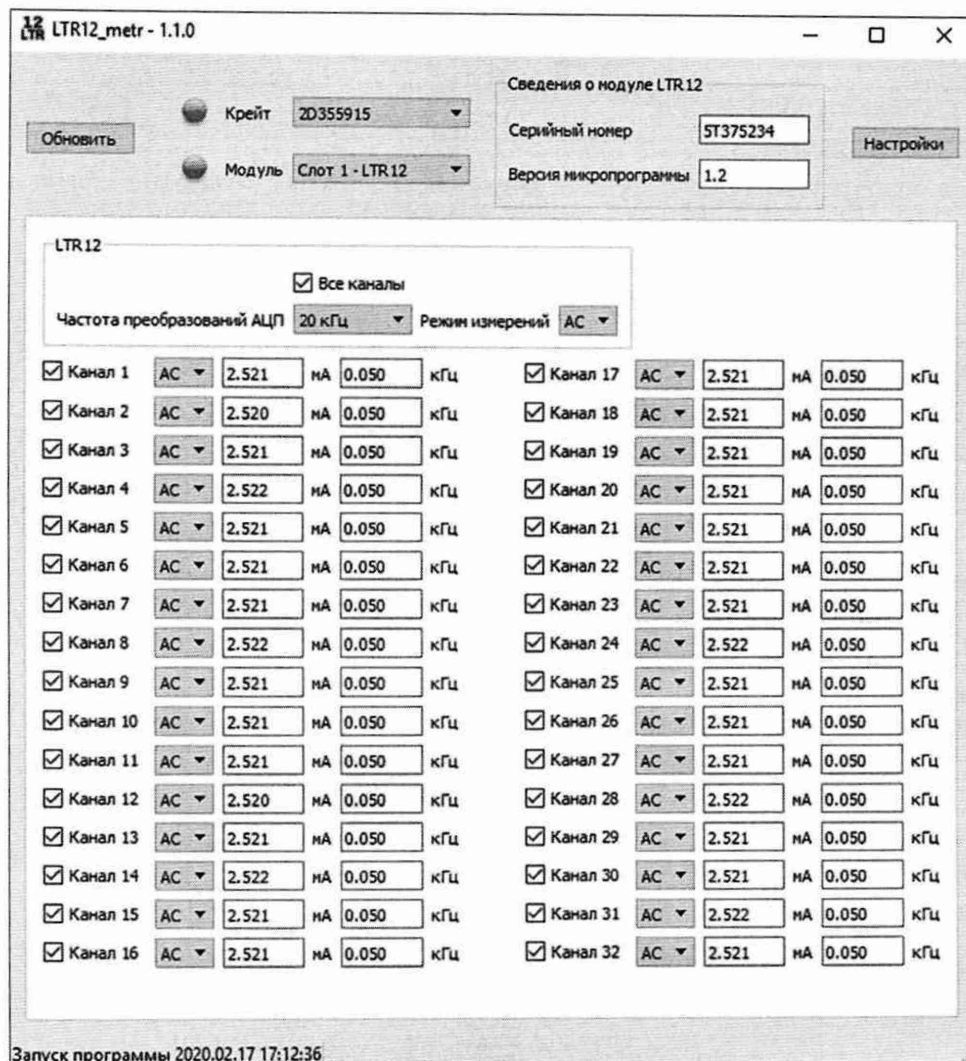 12
LTR LTR12_metr - 1.1.0
Обновить
Крейт 2D355915
Модуль Слот 1 - LTR12
Сведения о модуле LTR12
Серийный номер 5T375234
Версия микропрограммы 1.2
Настройки
LTR12
Все каналы
Частота преобразований АЦП 20 кГц Режим измерений AC
Канал 1 AC 2.521 мА 0.050 кГц
Канал 2 AC 2.520 мА 0.050 кГц
Канал 3 AC 2.521 мА 0.050 кГц
Канал 4 AC 2.522 мА 0.050 кГц
Канал 5 AC 2.521 мА 0.050 кГц
Канал 6 AC 2.521 мА 0.050 кГц
Канал 7 AC 2.521 мА 0.050 кГц
Канал 8 AC 2.522 мА 0.050 кГц
Канал 9 AC 2.521 мА 0.050 кГц
Канал 10 AC 2.521 мА 0.050 кГц
Канал 11 AC 2.521 мА 0.050 кГц
Канал 12 AC 2.520 мА 0.050 кГц
Канал 13 AC 2.521 мА 0.050 кГц
Канал 14 AC 2.522 мА 0.050 кГц
Канал 15 AC 2.521 мА 0.050 кГц
Канал 16 AC 2.521 мА 0.050 кГц
Канал 17 AC 2.521 мА 0.050 кГц
Канал 18 AC 2.521 мА 0.050 кГц
Канал 19 AC 2.521 мА 0.050 кГц
Канал 20 AC 2.521 мА 0.050 кГц
Канал 21 AC 2.521 мА 0.050 кГц
Канал 22 AC 2.521 мА 0.050 кГц
Канал 23 AC 2.521 мА 0.050 кГц
Канал 24 AC 2.522 мА 0.050 кГц
Канал 25 AC 2.521 мА 0.050 кГц
Канал 26 AC 2.521 мА 0.050 кГц
Канал 27 AC 2.521 мА 0.050 кГц
Канал 28 AC 2.522 мА 0.050 кГц
Канал 29 AC 2.521 мА 0.050 кГц
Канал 30 AC 2.521 мА 0.050 кГц
Канал 31 AC 2.522 мА 0.050 кГц
Канал 32 AC 2.521 мА 0.050 кГц
Запуск программы 2020.02.17 17:12:36